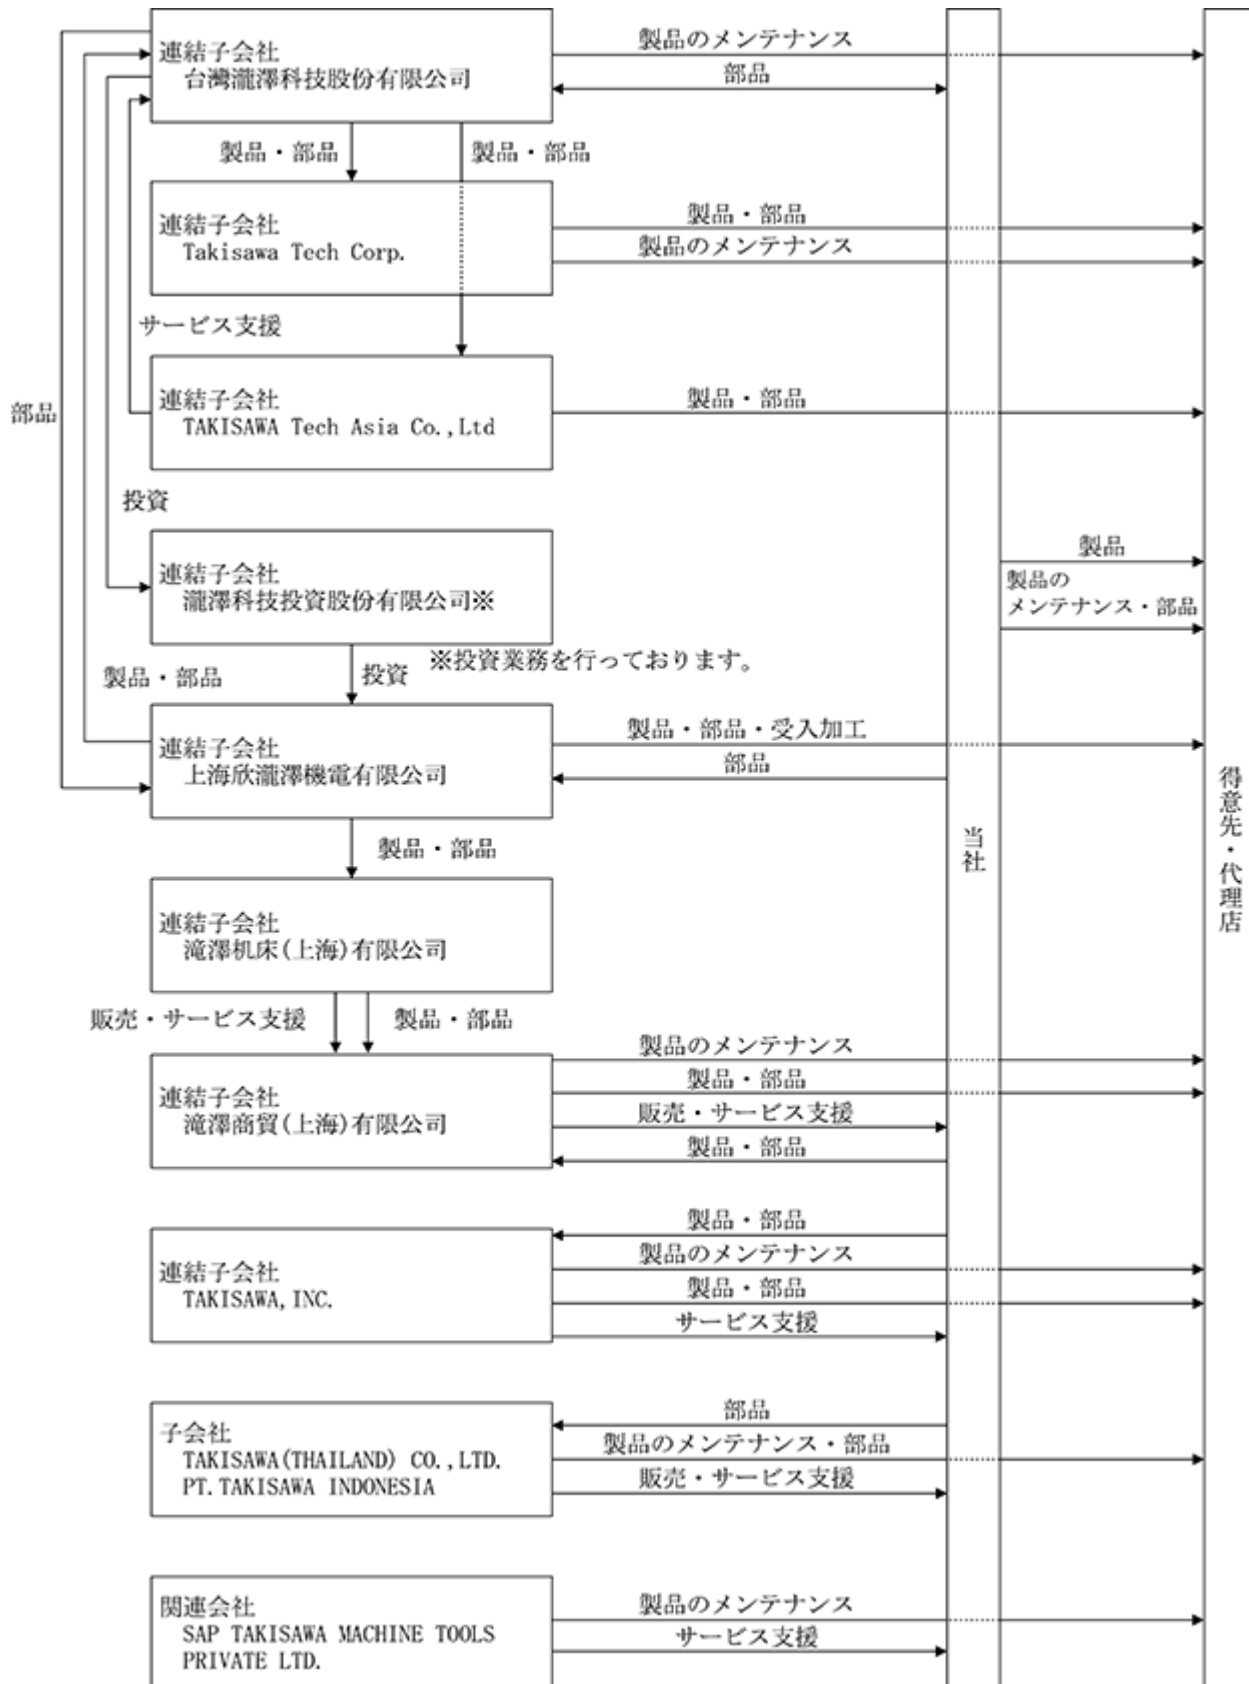 連結子会社
台灣瀧澤科技股份有限公司
製品のメンテナンス
部品
製品・部品
製品・部品
連結子会社
Takisawa Tech Corp.
製品・部品
製品のメンテナンス
サービス支援
連結子会社
TAKISAWA Tech Asia Co.,Ltd
製品・部品
部品
投資
連結子会社
瀧澤科技投資股份有限公司※
製品
製品の
メンテナンス・部品
※投資業務を行っております。
製品・部品
投資
連結子会社
上海欣瀧澤機電有限公司
製品・部品・受入加工
部品
当社
得意先・代理店
製品・部品
連結子会社
滝澤机床(上海)有限公司
販売・サービス支援
製品・部品
連結子会社
滝澤商貿(上海)有限公司
製品のメンテナンス
製品・部品
販売・サービス支援
製品・部品
連結子会社
TAKISAWA,INC.
製品・部品
製品のメンテナンス
製品・部品
サービス支援
子会社
TAKISAWA(THAILAND) CO.,LTD.
PT.TAKISAWA INDONESIA
部品
製品のメンテナンス・部品
販売・サービス支援
関連会社
SAP TAKISAWA MACHINE TOOLS
PRIVATE LTD.
製品のメンテナンス
サービス支援